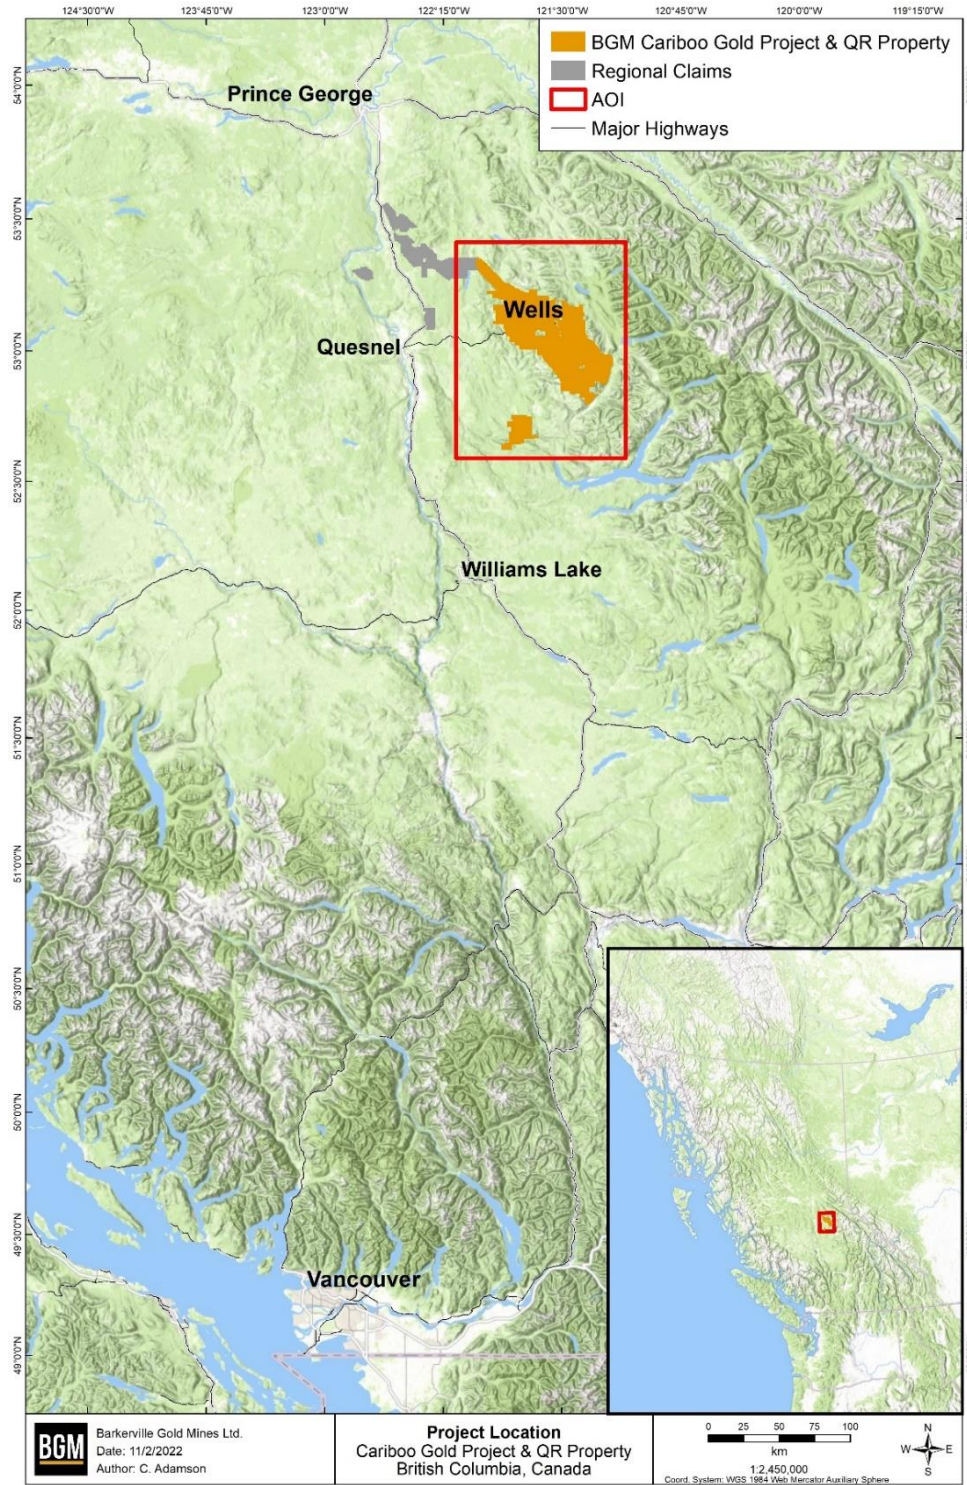 124°30'0"W 123°45'0"W 123°0'0"W 122°15'0"W 121°30'0"W 120°45'0"W 120°0'0"W 119°15'0"W
BGM Cariboo Gold Project & QR Property
Regional Claims
AOI
Major Highways
54°0'0"N
Prince George
53°30'0"N
Wells
53°0'0"N
Quesnel
52°30'0"N
Williams Lake
52°0'0"N
51°30'0"N
51°0'0"N
50°30'0"N
50°0'0"N
49°30'0"N
Vancouver
49°0'0"N
BGM
Barkerville Gold Mines Ltd.
Date: 11/2/2022
Author: C. Adamson
Project Location
Cariboo Gold Project & QR Property
British Columbia, Canada
0 25 50 75 100
km
1:2,450,000
Coord. System: WGS 1984 Web Mercator Auxiliary Sphere
N
W E
S